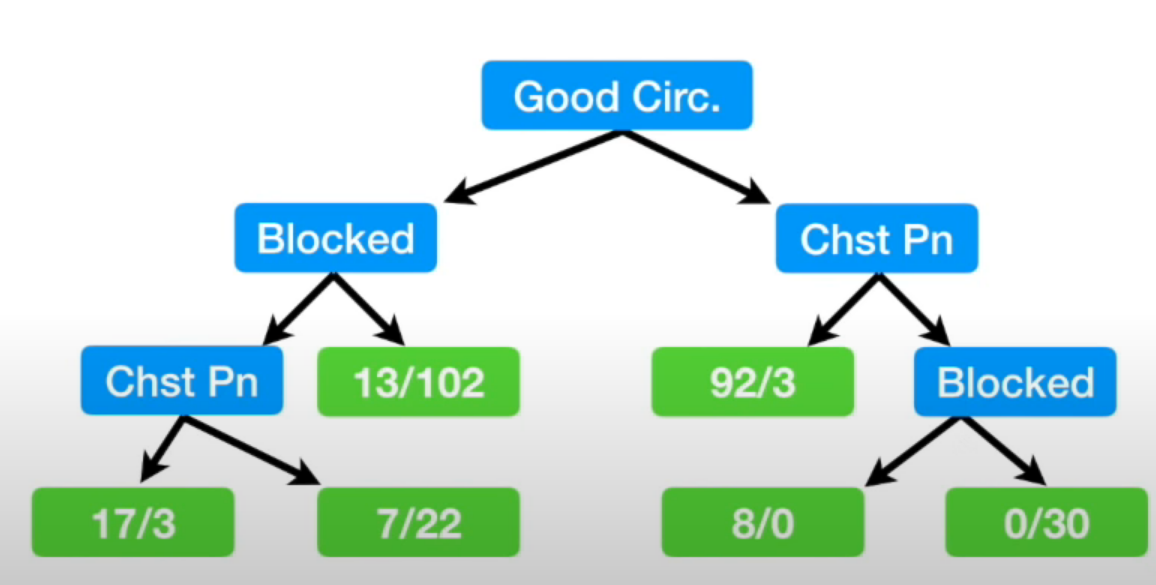 Good Circ.
Blocked
Chst Pn
Chst Pn
13/102
92/3
Blocked
17/3
7/22
8/0
0/30